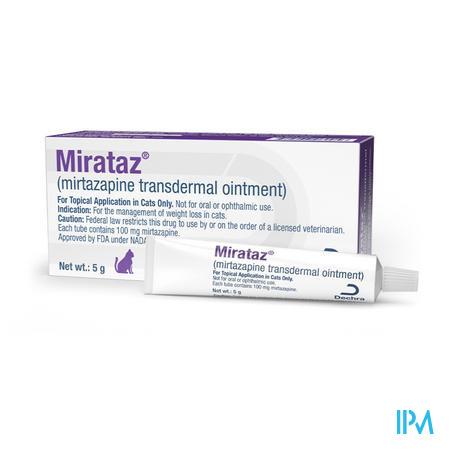 Mirataz®
(mirtazapine transdermal ointment)
For Topical Application in Cats Only. Not for oral or ophthalmic use.
Indication: For the management of weight loss in cats.
Caution: Federal law restricts this drug to use by or on the order of a licensed veterinarian.
Each tube contains 100 mg mirtazapine.
Approved by FDA under NADA
Net wt.: 5 g
Mirataz®
(mirtazapine transdermal ointment)
For Topical Application in Cats Only.
Not for oral or ophthalmic use.
Each tube contains 100 mg mirtazapine.
Net wt.: 5 g
Dechra
IPM